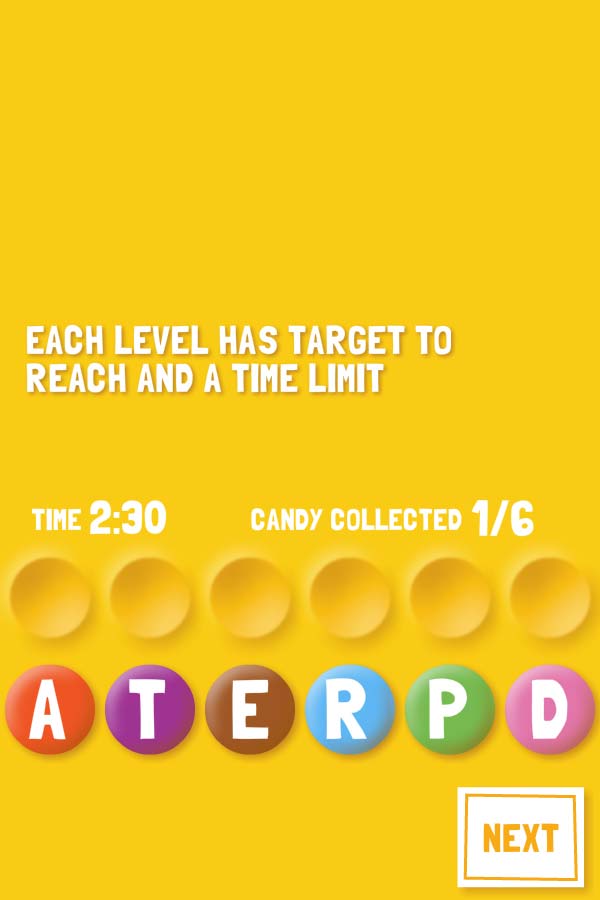 EACH LEVEL HAS TARGET TO
REACH AND A TIME LIMIT
TIME 2:30 CANDY COLLECTED 1/6
A T E R P D
NEXT